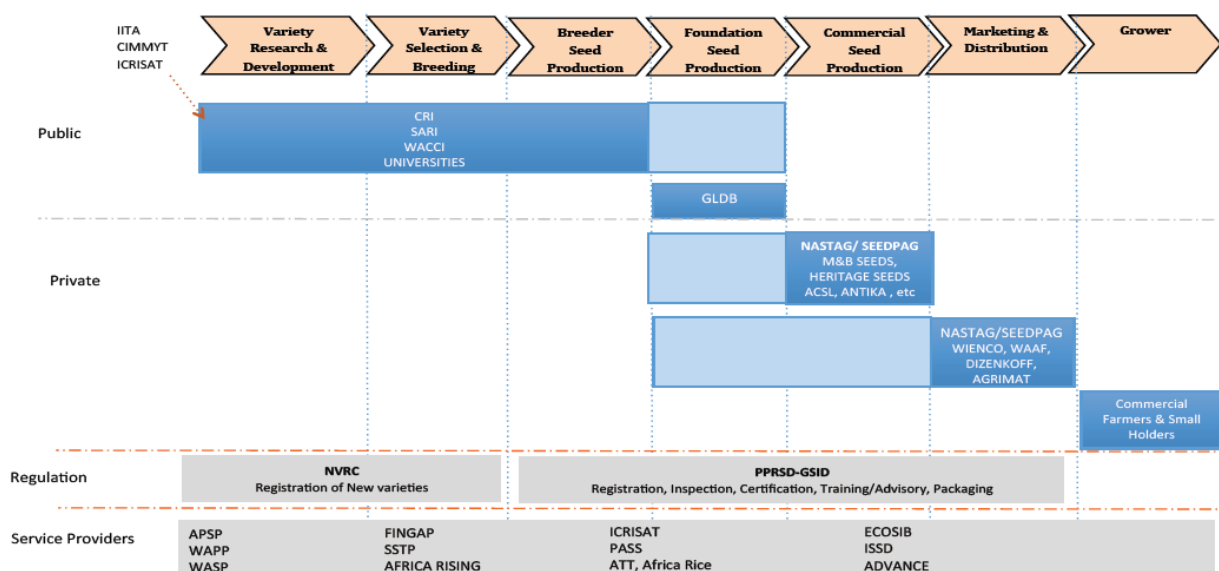 IITA
CIMMYT
ICRISAT
Variety
Research &
Development
Variety
Selection &
Breeding
Breeder
Seed
Production
Foundation
Seed
Production
Commercial
Seed
Production
Marketing &
Distribution
Grower
Public
CRI
SARI
WACCI
UNIVERSITIES
GLDB
Private
NASTAG/ SEEDPAG
M&B SEEDS,
HERITAGE SEEDS
ACSL, ANTIKA , etc
NASTAG/SEEDPAG
WIENCO, WAAF,
DIZENKOFF,
AGRIMAT
Commercial
Farmers & Small
Holders
Regulation
NVRC
Registration of New varieties
PPRSD-GSID
Registration, Inspection, Certification, Training/Advisory, Packaging
Service Providers
APSP
WAPP
WASP
FINGAP
SSTP
AFRICA RISING
ICRISAT
PASS
ATT, Africa Rice
ECOSIB
ISSD
ADVANCE